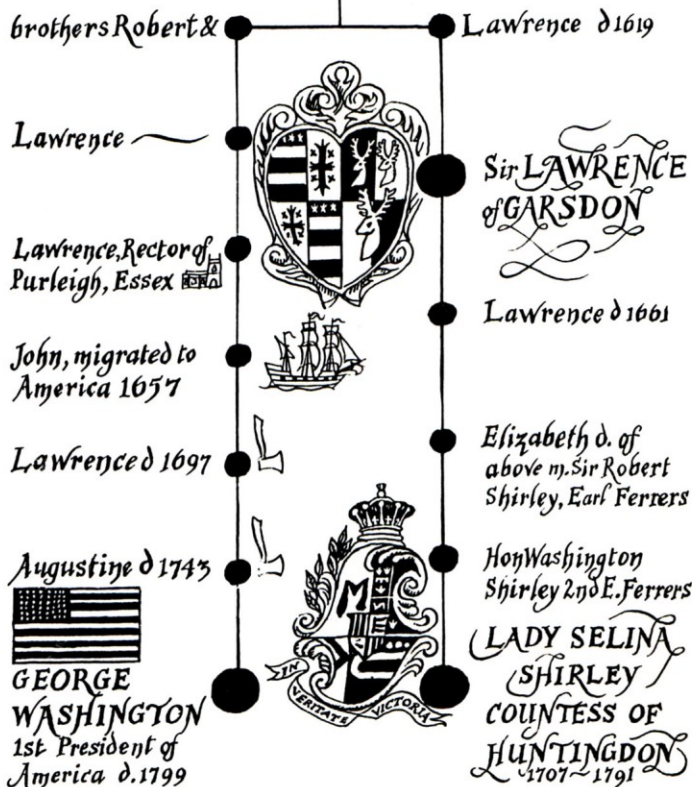 brothers Robert &
Lawrence d 1619
Lawrence
Sir LAWRENCE
of GARSDON
Lawrence, Rector of
Purleigh, Essex
Lawrence d 1661
John, migrated to
America 1657
Lawrence d 1697
Elizabeth d. of
above m. Sir Robert
Shirley, Earl Ferrers
Augustine d 1743
Hon Washington
Shirley 2nd E. Ferrers
GEORGE
WASHINGTON
1st President of
America d. 1799
M
IN
VERITATE VICTORIA
LADY SELINA
SHIRLEY
COUNTESS OF
HUNTINGDON
1707~1791